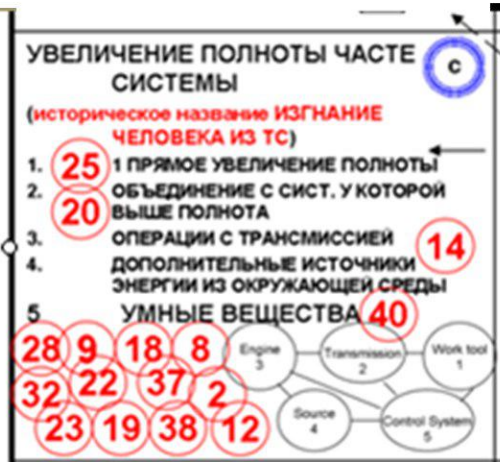 УВЕЛИЧЕНИЕ ПОЛНОТЫ ЧАСТЕ
СИСТЕМЫ
с
(историческое название ИЗГНАНИЕ
ЧЕЛОВЕКА ИЗ ТС)
1. 25 1 ПРЯМОЕ УВЕЛИЧЕНИЕ ПОЛНОТЫ
2. ОБЪЕДИНЕНИЕ С СИСТ. У КОТОРОЙ
20 ВЫШЕ ПОЛНОТА
3. ОПЕРАЦИИ С ТРАНСМИССИЕЙ 14
4. ДОПОЛНИТЕЛЬНЫЕ ИСТОЧНИКИ
ЭНЕРГИИ ИЗ ОКРУЖАЮЩЕЙ СРЕДЫ
5 УМНЫЕ ВЕЩЕСТВА 40
28 9 18 8
Engine
3
Transmission
2
Work tool
1
32 22 37 2
Source
4
Control System
5
23 19 38 12